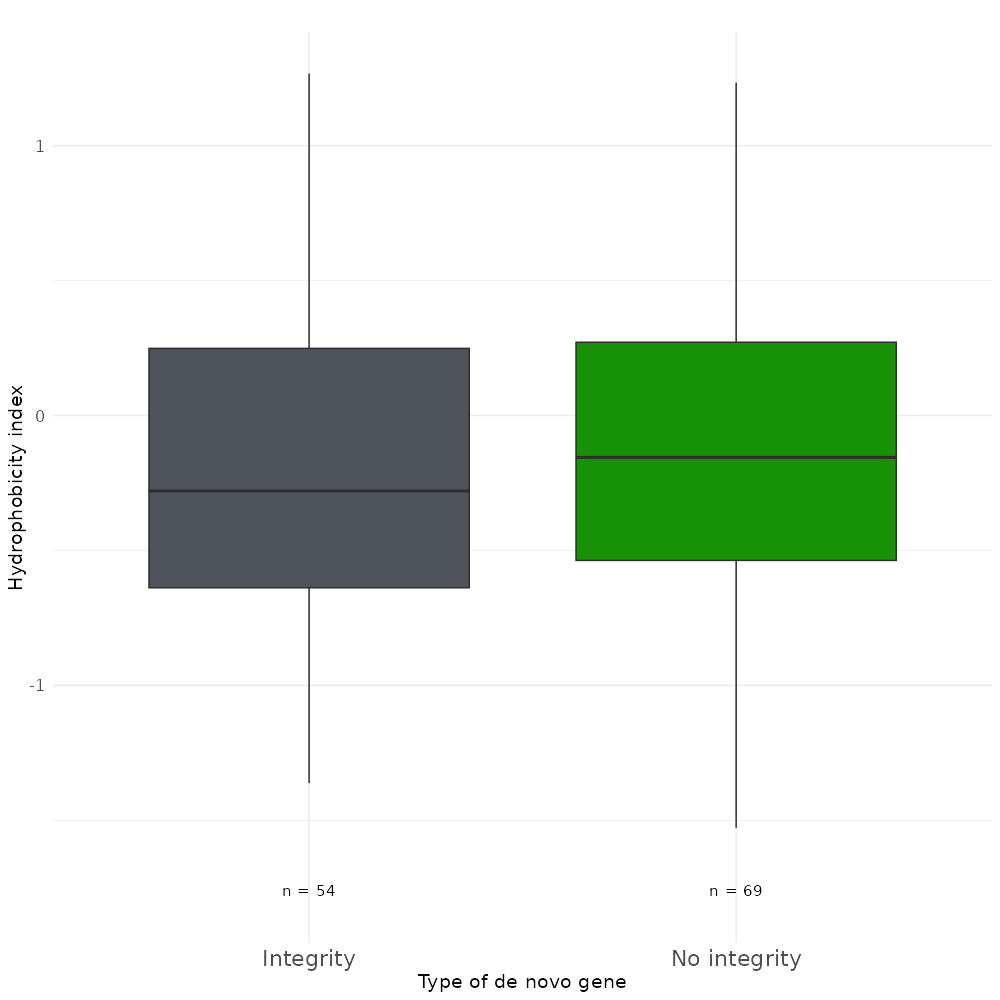 1
0
-1
Hydrophobicity index
n = 54
n = 69
Integrity
No integrity
Type of de novo gene